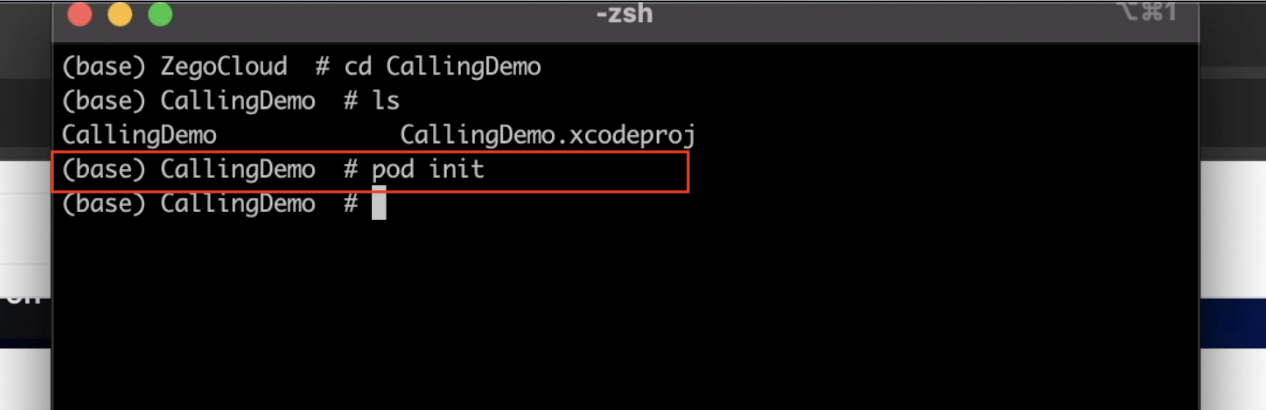 -zsh
⌥⌘1
(base) ZegoCloud  # cd CallingDemo
(base) CallingDemo  # ls
CallingDemo            CallingDemo.xcodeproj
(base) CallingDemo  # pod init
(base) CallingDemo  #